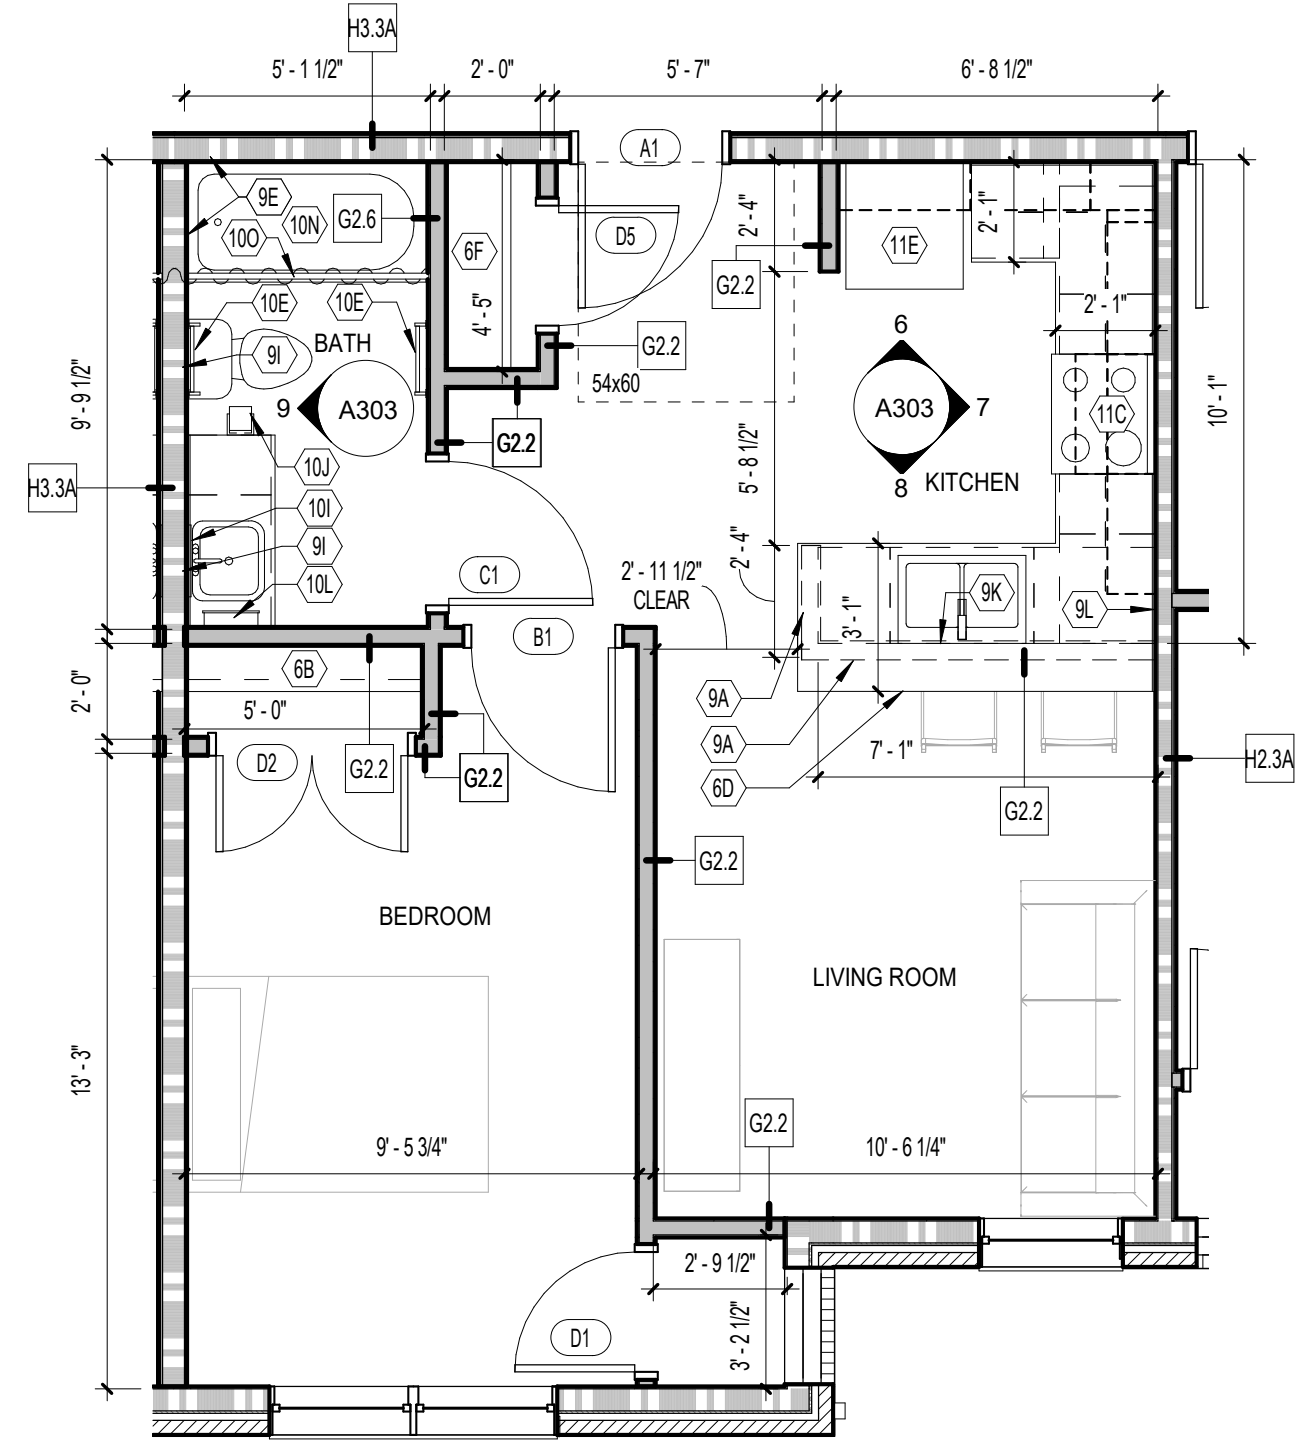 H3.3A
5' - 1 1/2"
2' - 0"
5' - 7"
6' - 8 1/2"
A1
9E
10N
G2.6
10O
6F
D5
2' - 4"
11E
2' - 1"
G2.2
10E
10E
4' - 5"
2' - 1"
BATH
9I
G2.2
6
54x60
9
A303
A303
7
11C
9' - 9 1/2"
10' - 1"
G2.2
5' - 8 1/2"
8
KITCHEN
H3.3A
10J
10I
9I
10L
C1
2' - 11 1/2"
CLEAR
2' - 4"
9K
9L
3' - 1"
B1
6B
2' - 0"
5' - 0"
9A
9A
7' - 1"
D2
G2.2
G2.2
6D
H2.3A
G2.2
G2.2
BEDROOM
LIVING ROOM
13' - 3"
G2.2
9' - 5 3/4"
10' - 6 1/4"
2' - 9 1/2"
D1
3' - 2 1/2"